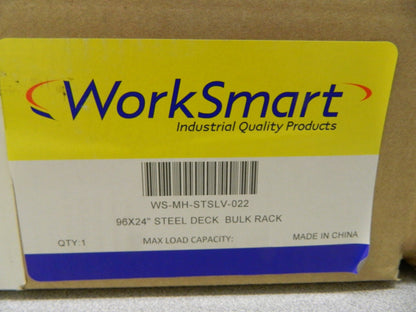 WorkSmart
Industrial Quality Products
WS-MH-STSLV-022
96X24" STEEL DECK BULK RACK
QTY:1 MAX LOAD CAPACITY: MADE IN CHINA